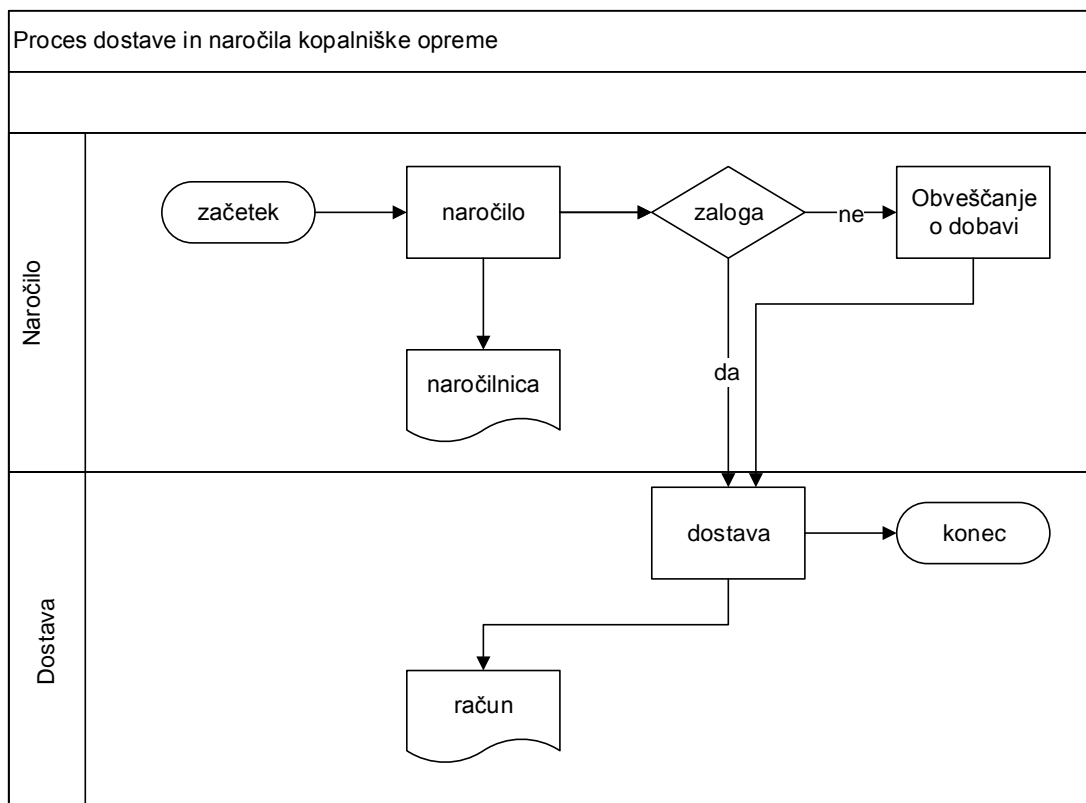 Proces dostave in naročila kopalniške opreme
Naročilo
začetek
naročilo
zaloga
ne
Obveščanje
o dobavi
naročilnica
da
Dostava
dostava
konec
račun